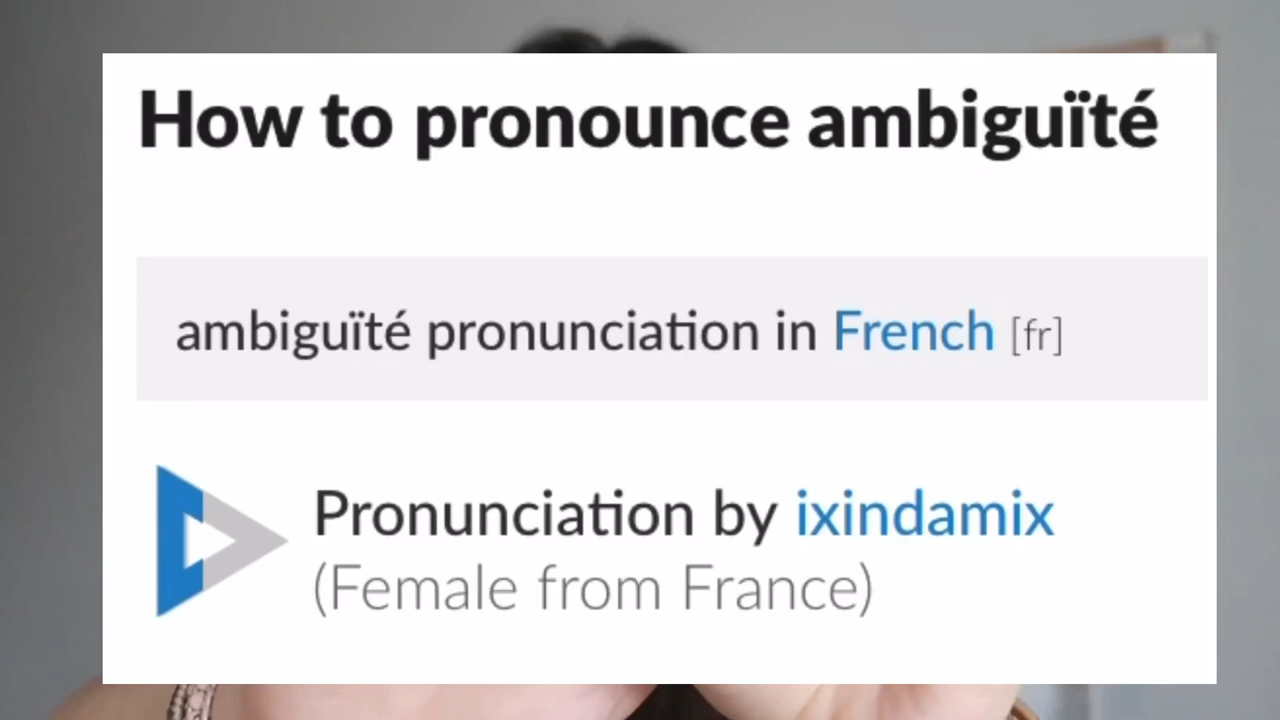 How to pronounce ambiguïté
ambiguïté pronunciation in French [fr]
Pronunciation by ixindamix
(Female from France)